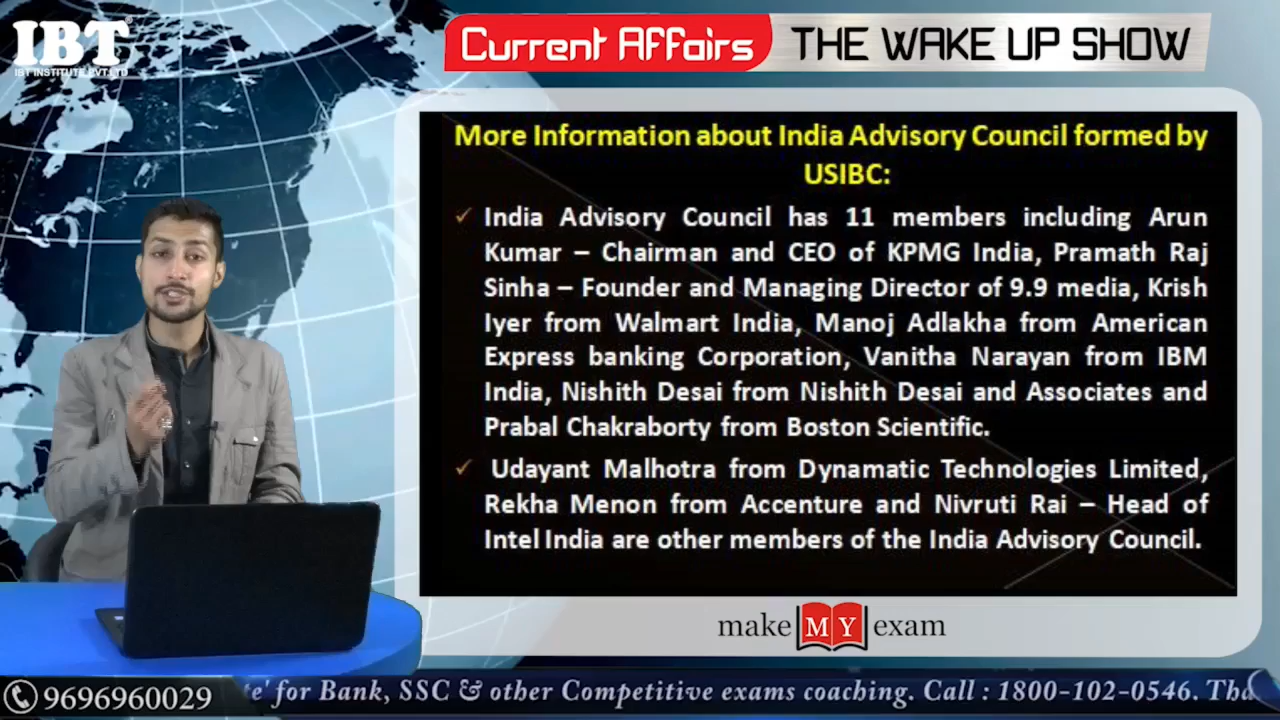 IBT
IBT INSTITUTE PVT.LTD
Current Affairs THE WAKE UP SHOW
More Information about India Advisory Council formed by
USIBC:
✓ India Advisory Council has 11 members including Arun
Kumar – Chairman and CEO of KPMG India, Pramath Raj
Sinha – Founder and Managing Director of 9.9 media, Krish
Iyer from Walmart India, Manoj Adlakha from American
Express banking Corporation, Vanitha Narayan from IBM
India, Nishith Desai from Nishith Desai and Associates and
Prabal Chakraborty from Boston Scientific.
✓ Udayant Malhotra from Dynamatic Technologies Limited,
Rekha Menon from Accenture and Nivruti Rai – Head of
Intel India are other members of the India Advisory Council.
make MY exam
9696960029 te' for Bank, SSC & other Competitive exams coaching. Call : 1800-102-0546. Tha